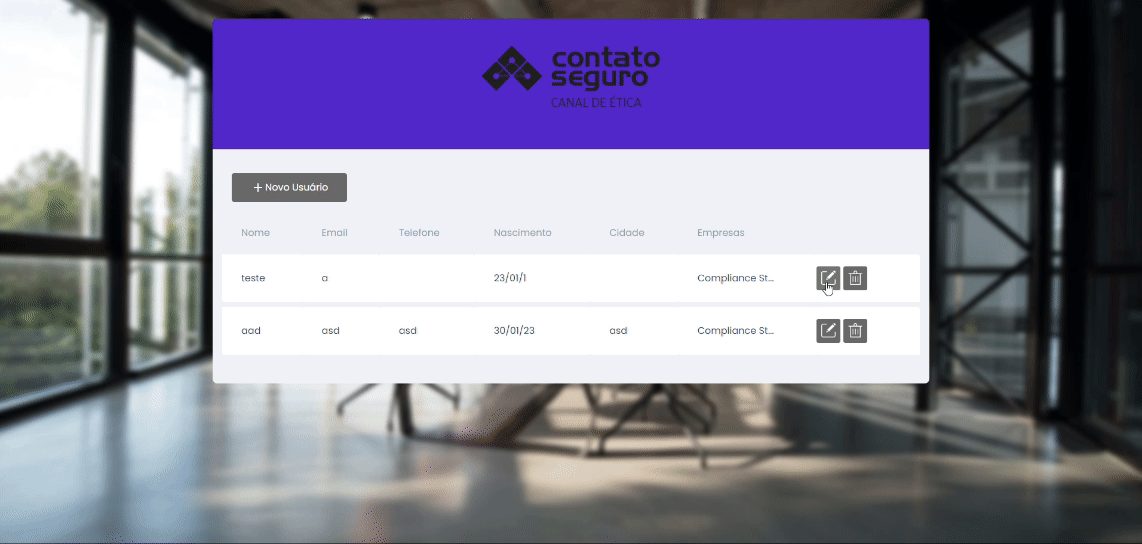 contato
seguro
CANAL DE ÉTICA
+ Novo Usuário
Nome Email Telefone Nascimento Cidade Empresas
teste a 23/01/1 Compliance St...
aad asd asd 30/01/23 asd Compliance St...